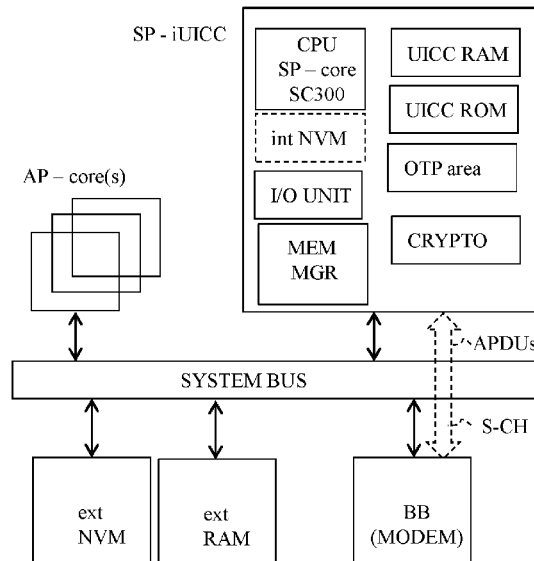 SP - iUICC
CPU
SP – core
SC300
UICC RAM
UICC ROM
int NVM
OTP area
AP – core(s)
I/O UNIT
MEM
MGR
CRYPTO
APDUs
SYSTEM BUS
S-CH
ext
NVM
ext
RAM
BB
(MODEM)